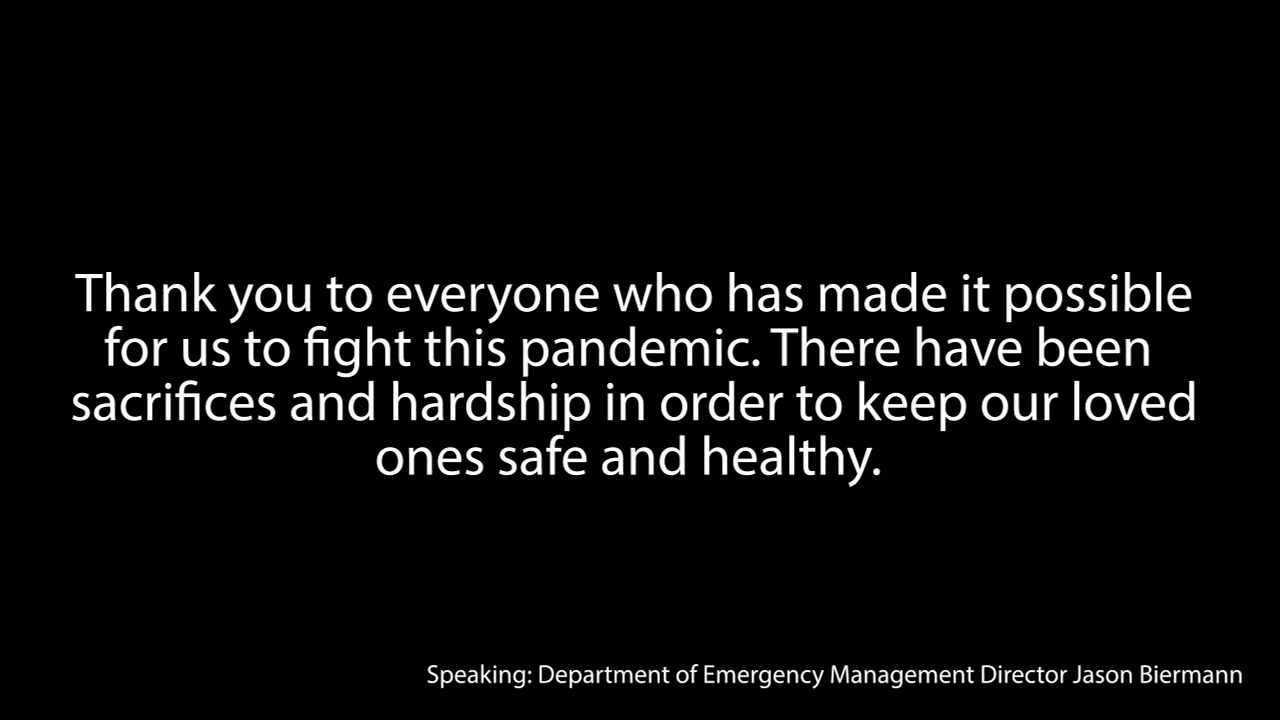 Thank you to everyone who has made it possible
for us to fight this pandemic. There have been
sacrifices and hardship in order to keep our loved
ones safe and healthy.
Speaking: Department of Emergency Management Director Jason Biermann